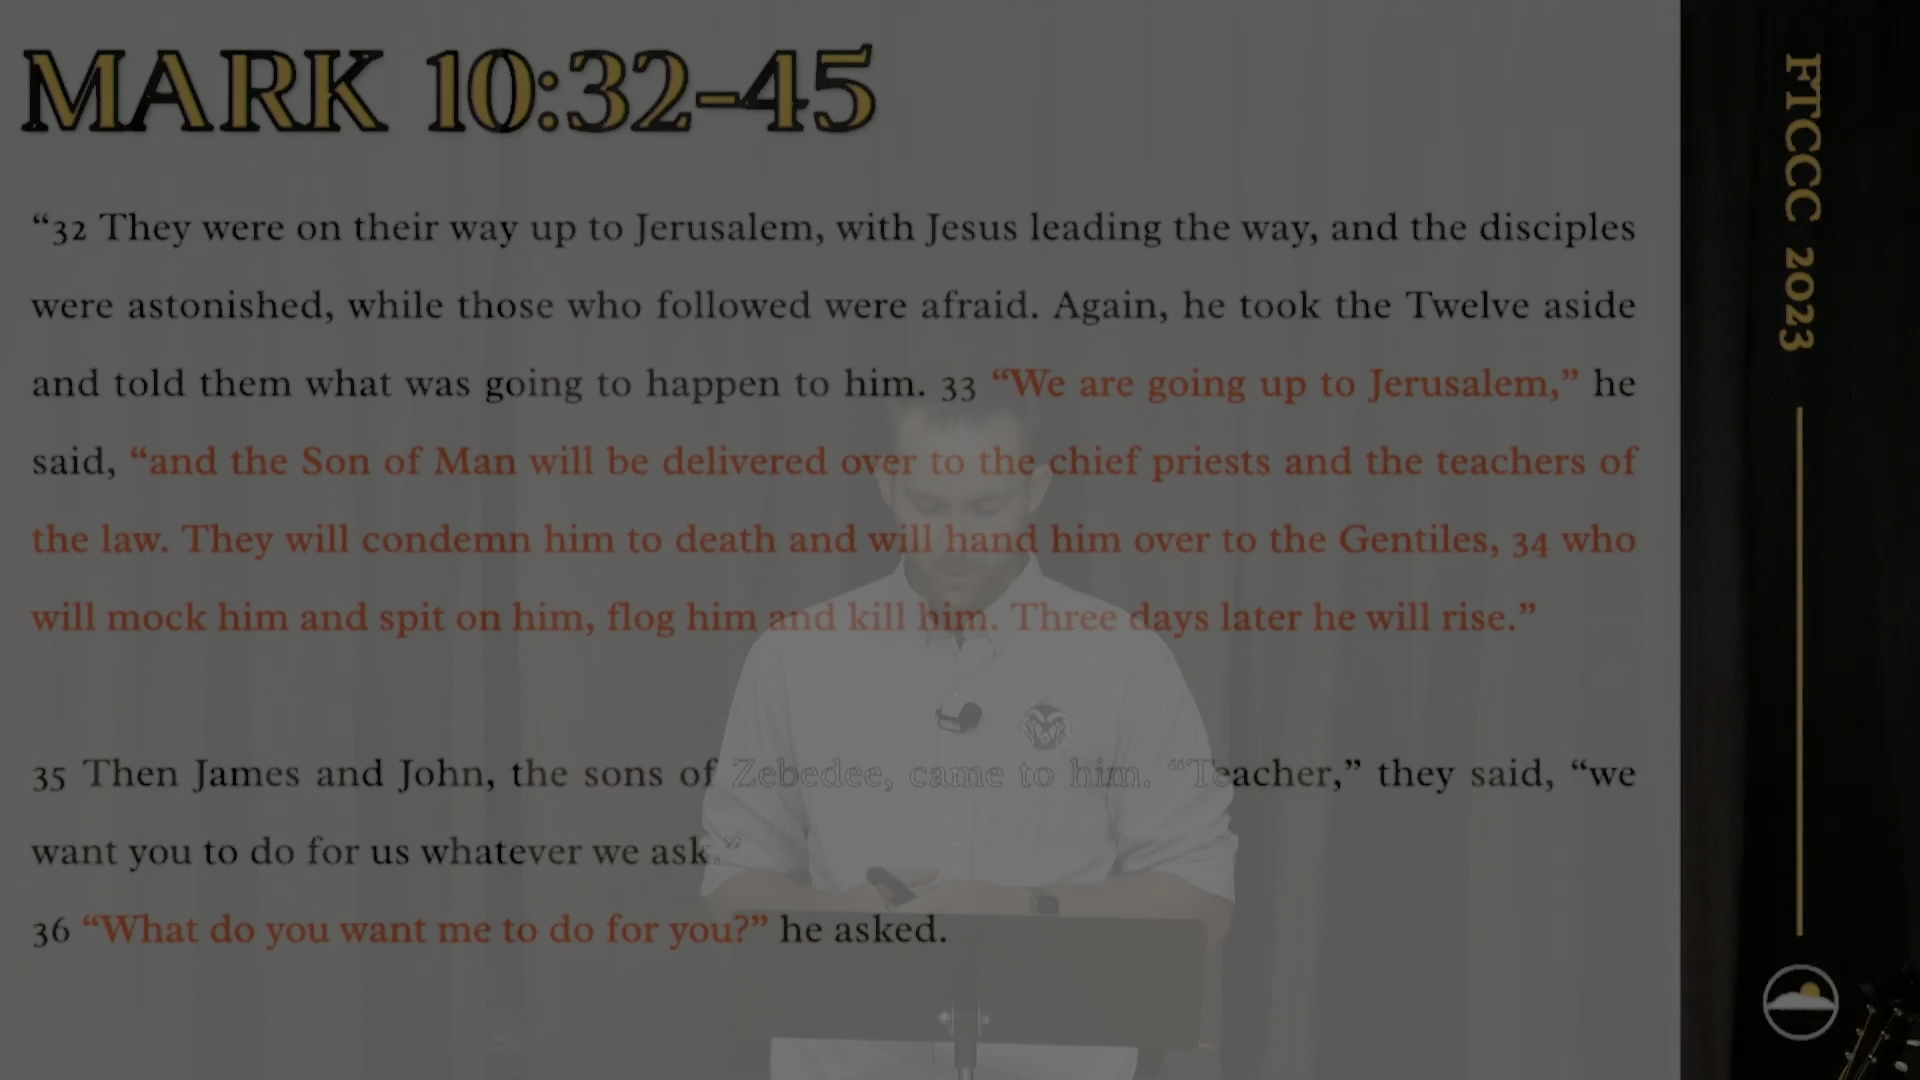 MARK 10:32-45
“32 They were on their way up to Jerusalem, with Jesus leading the way, and the disciples
were astonished, while those who followed were afraid. Again, he took the Twelve aside
and told them what was going to happen to him. 33 “We are going up to Jerusalem,” he
said, “and the Son of Man will be delivered over to the chief priests and the teachers of
the law. They will condemn him to death and will hand him over to the Gentiles, 34 who
will mock him and spit on him, flog him and kill him. Three days later he will rise.”
35 Then James and John, the sons of Zebedee, came to him. “Teacher,” they said, “we
want you to do for us whatever we ask.”
36 “What do you want me to do for you?” he asked.
FTCCC 2023